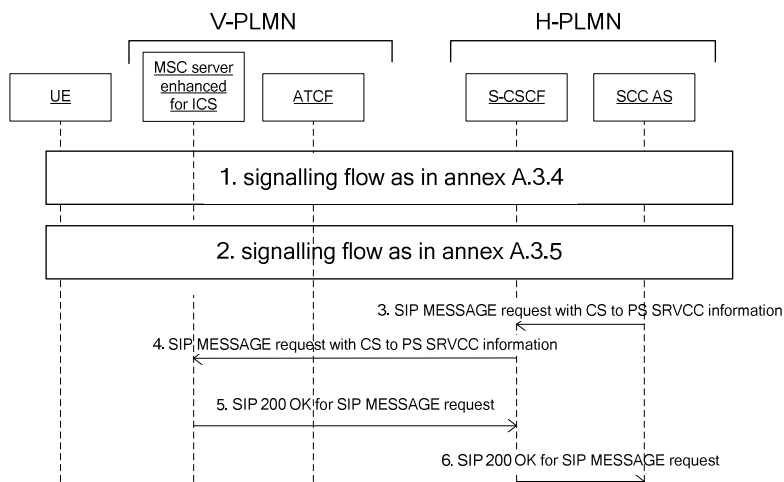 V-PLMN
H-PLMN
UE
MSC server
enhanced
for ICS
ATCF
S-CSCF
SCC AS
1. signalling flow as in annex A.3.4
2. signalling flow as in annex A.3.5
3. SIP MESSAGE request with CS to PS SRVCC information
4. SIP MESSAGE request with CS to PS SRVCC information
5. SIP 200 OK for SIP MESSAGE request
6. SIP 200 OK for SIP MESSAGE request